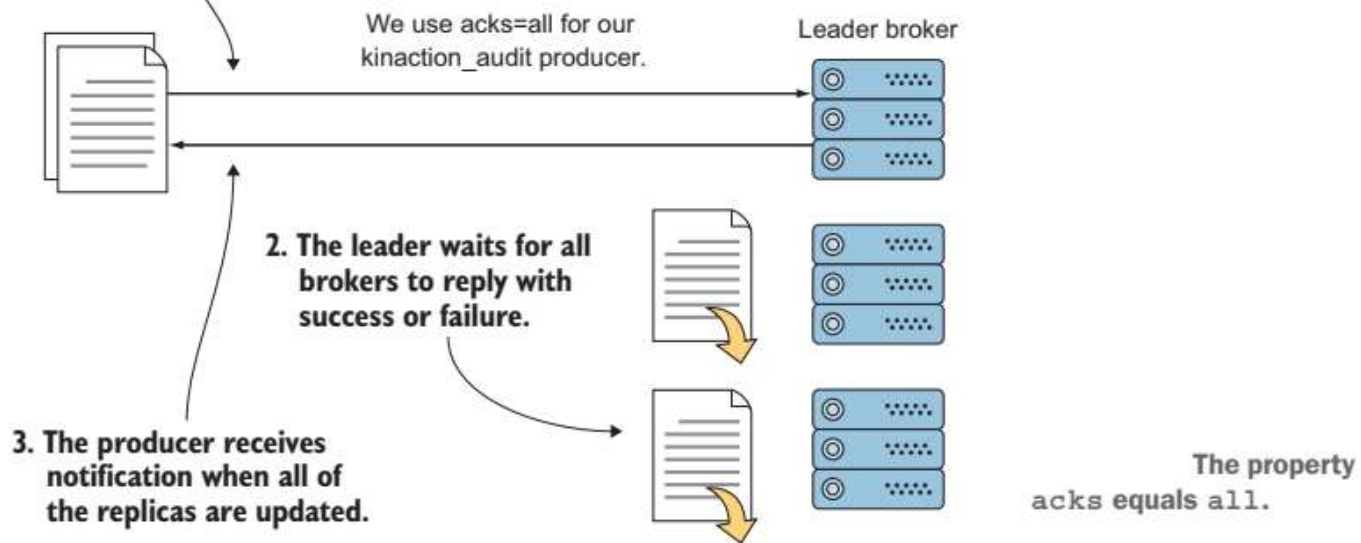 We use acks=all for our
kinaction_audit producer.
Leader broker
2. The leader waits for all
brokers to reply with
success or failure.
3. The producer receives
notification when all of
the replicas are updated.
The property
acks equals all.